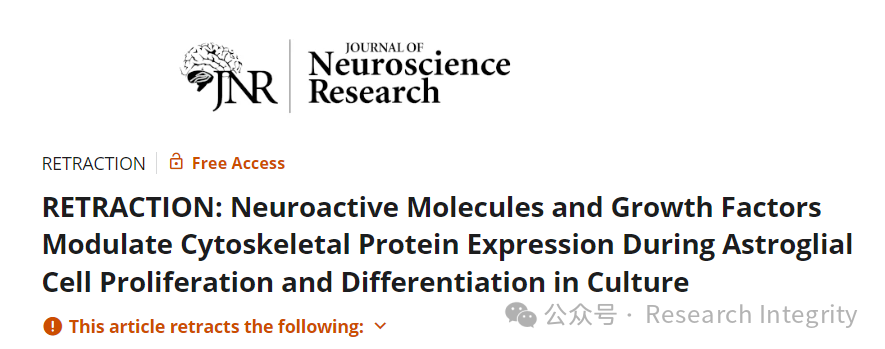 JNR
JOURNAL OF
Neuroscience
Research
RETRACTION
Free Access
RETRACTION: Neuroactive Molecules and Growth Factors
Modulate Cytoskeletal Protein Expression During Astroglial
Cell Proliferation and Differentiation in Culture
公众号 · Research Integrity
! This article retracts the following: